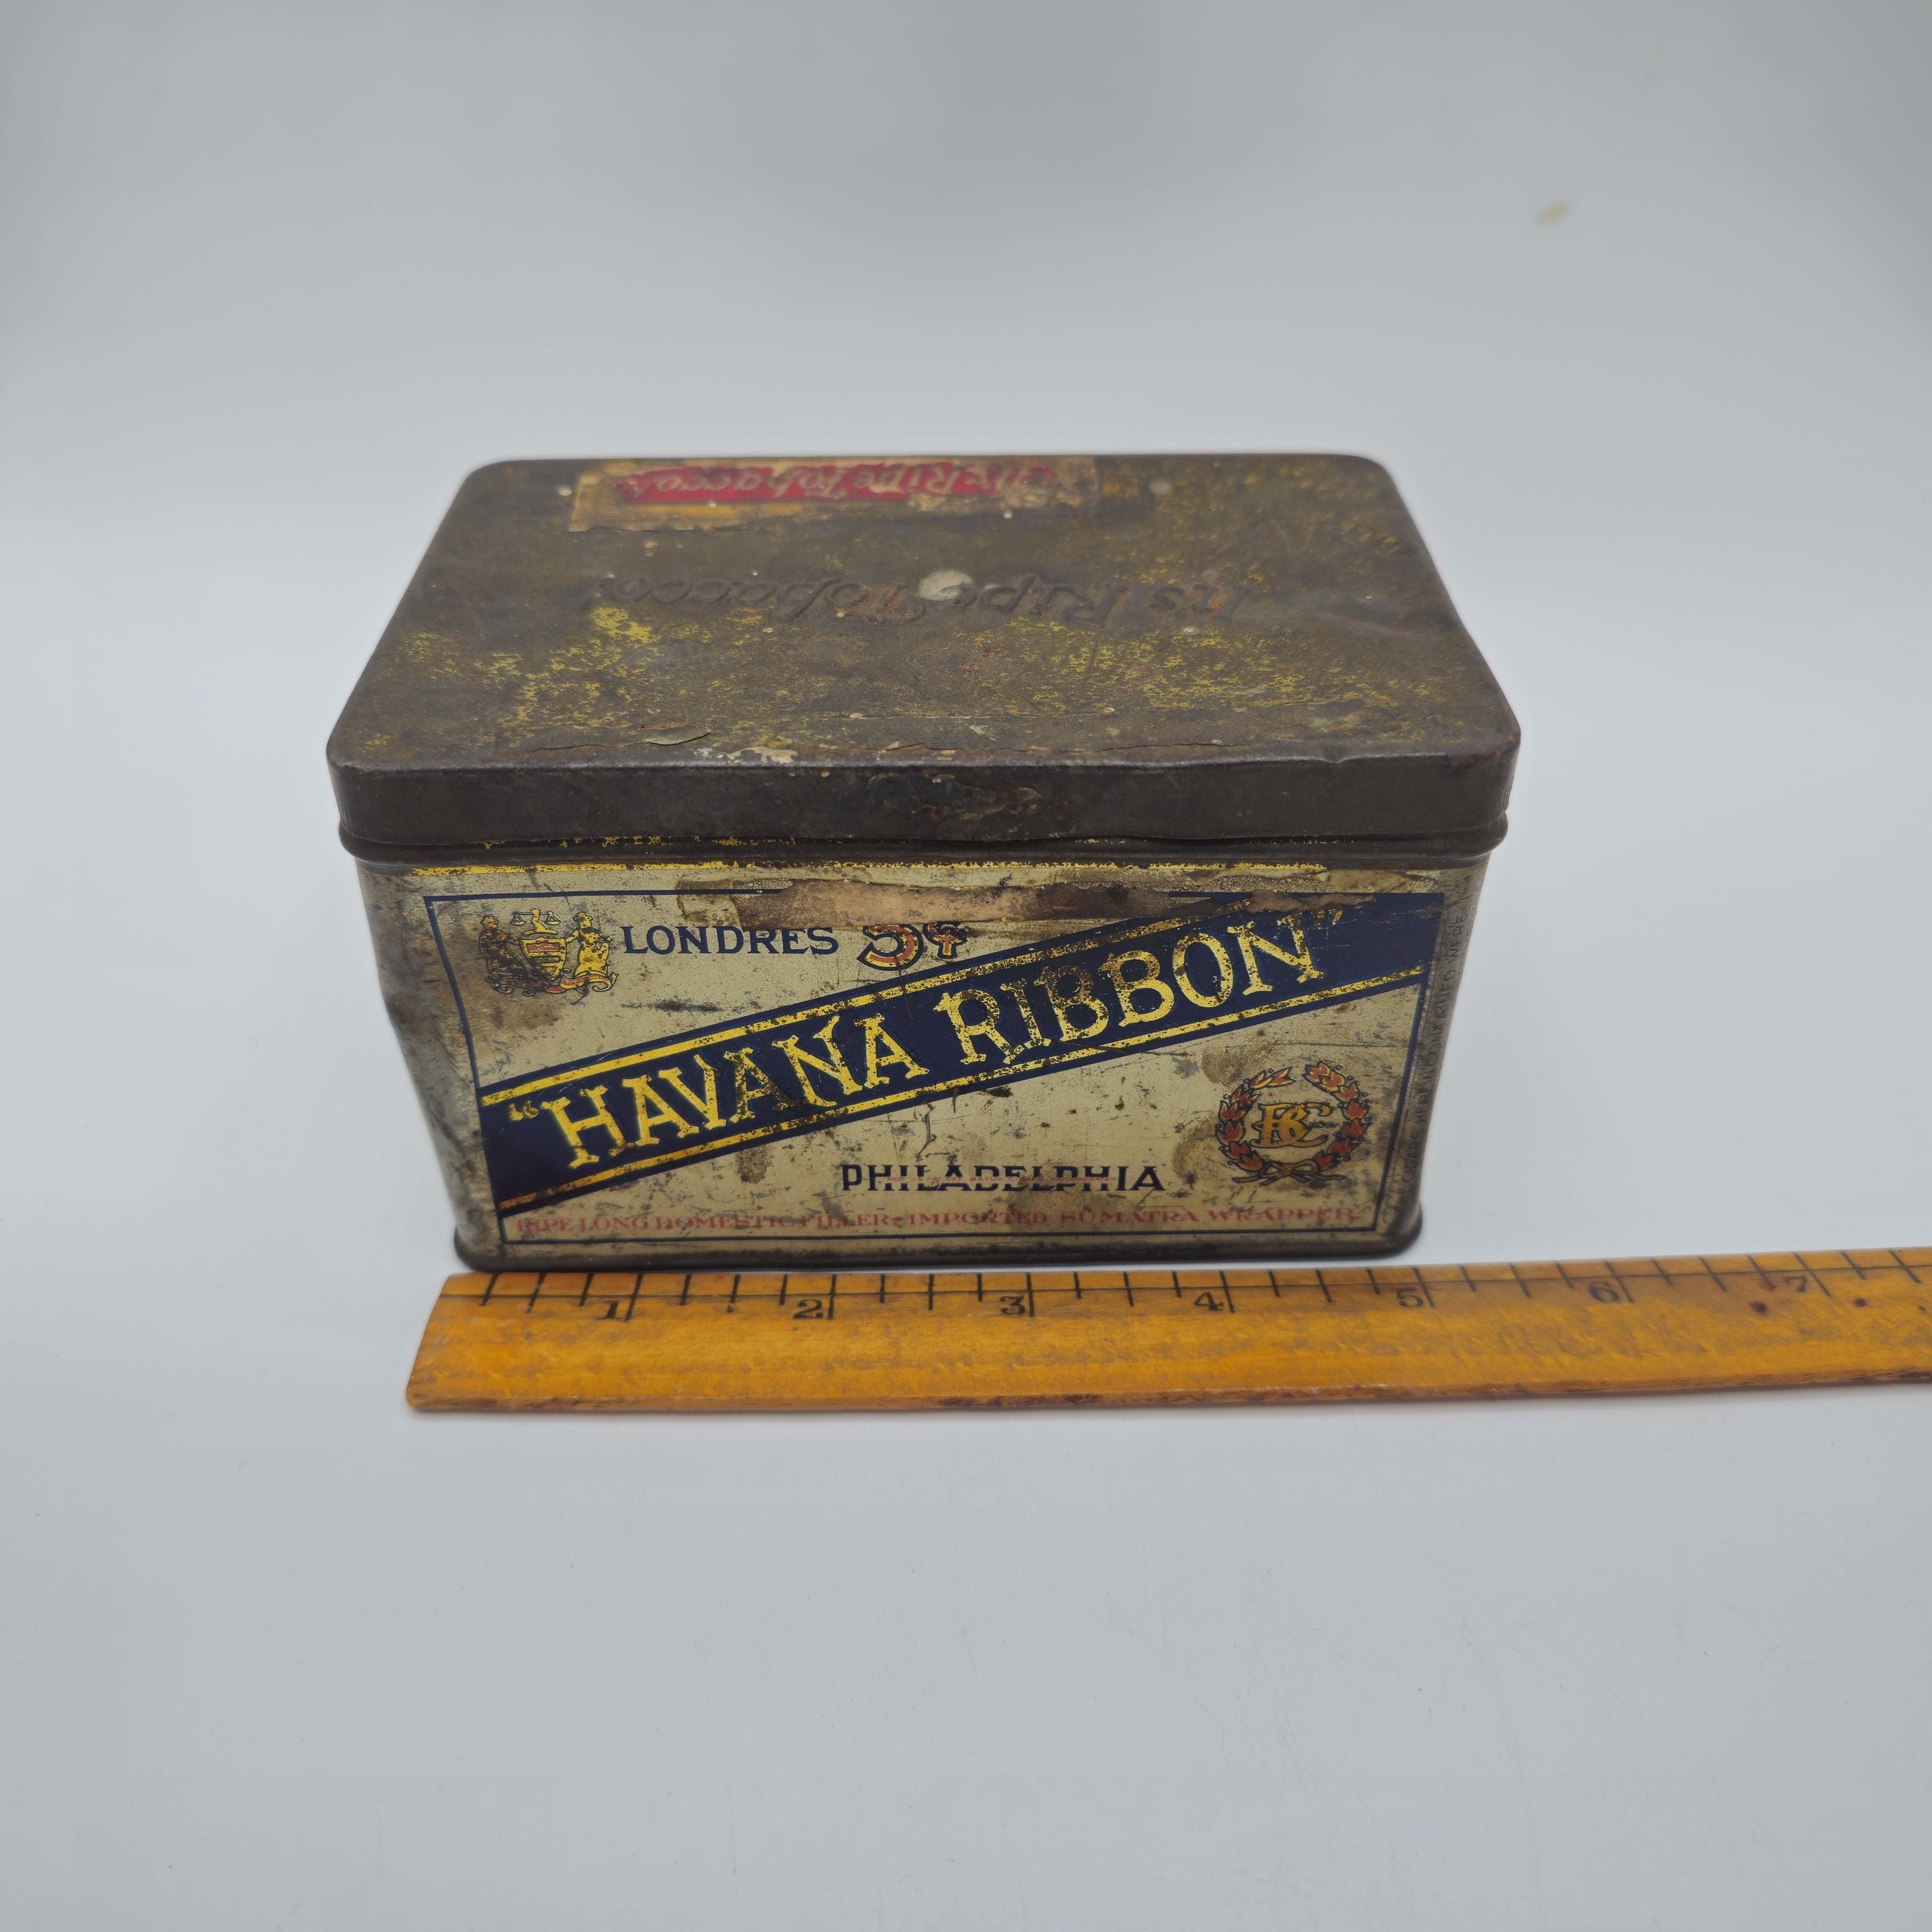 It's Ripe Tobacco!
It's Ripe Tobacco!
LONDRES 5¢
"HAVANA RIBBON"
BC
PHILADELPHIA
RIPE LONG DOMESTIC FILLER-IMPORTED SUMATRA WRAPPER
1 2 3 4 5 6 7